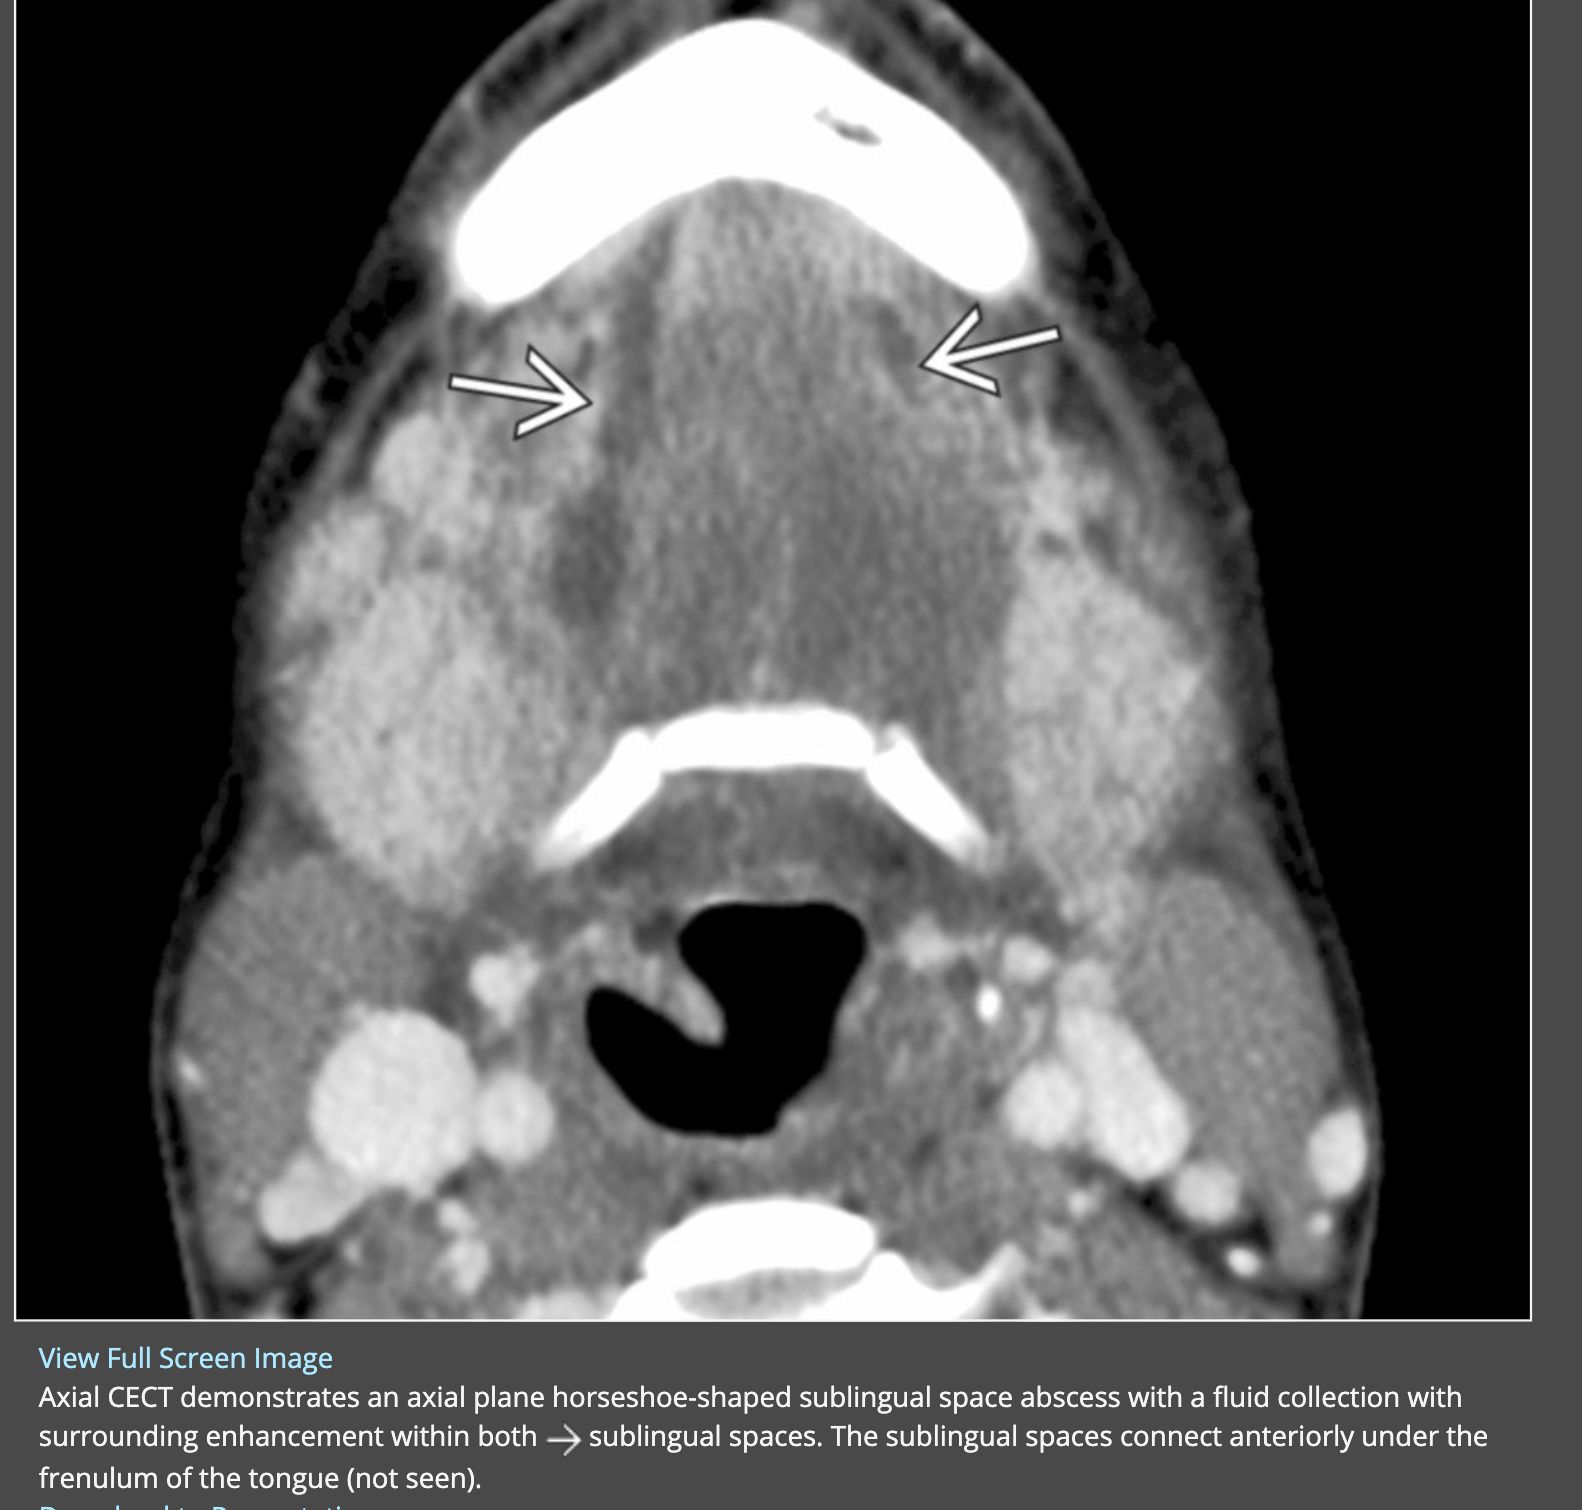 View Full Screen Image
Axial CECT demonstrates an axial plane horseshoe-shaped sublingual space abscess with a fluid collection with
surrounding enhancement within both → sublingual spaces. The sublingual spaces connect anteriorly under the
frenulum of the tongue (not seen).